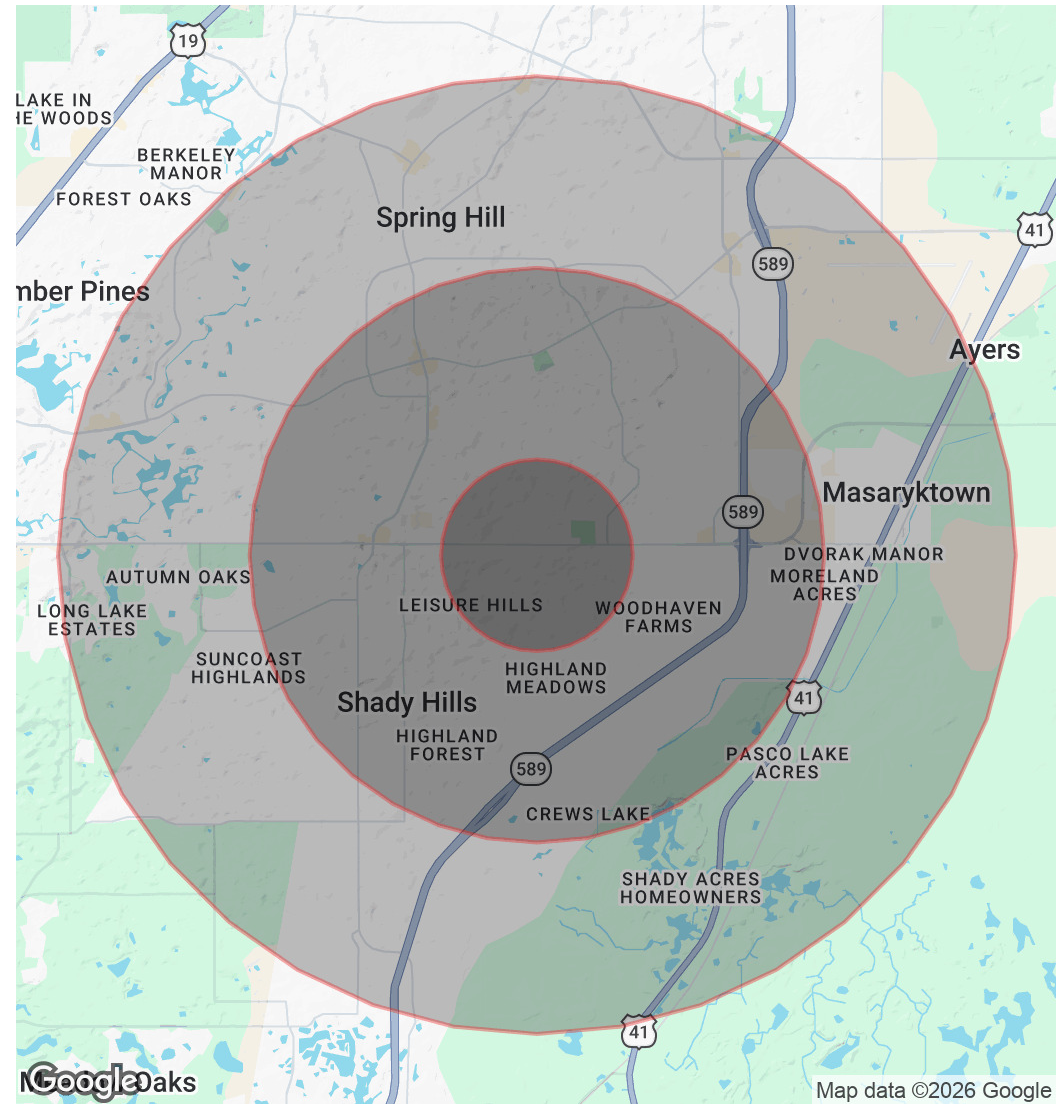 19
LAKE IN
HE WOODS
BERKELEY
MANOR
FOREST OAKS
Spring Hill
41
589
mber Pines
Ayers
Masaryktown
589
DVORAK MANOR
AUTUMN OAKS
MORELAND
ACRES
LEISURE HILLS
WOODHAVEN
FARMS
LONG LAKE
ESTATES
SUNCOAST
HIGHLANDS
HIGHLAND
MEADOWS
Shady Hills
41
HIGHLAND
FOREST
PASCO LAKE
ACRES
589
CREWS LAKE
SHADY ACRES
HOMEOWNERS
41
Oaks
Google
Map data ©2026 Google